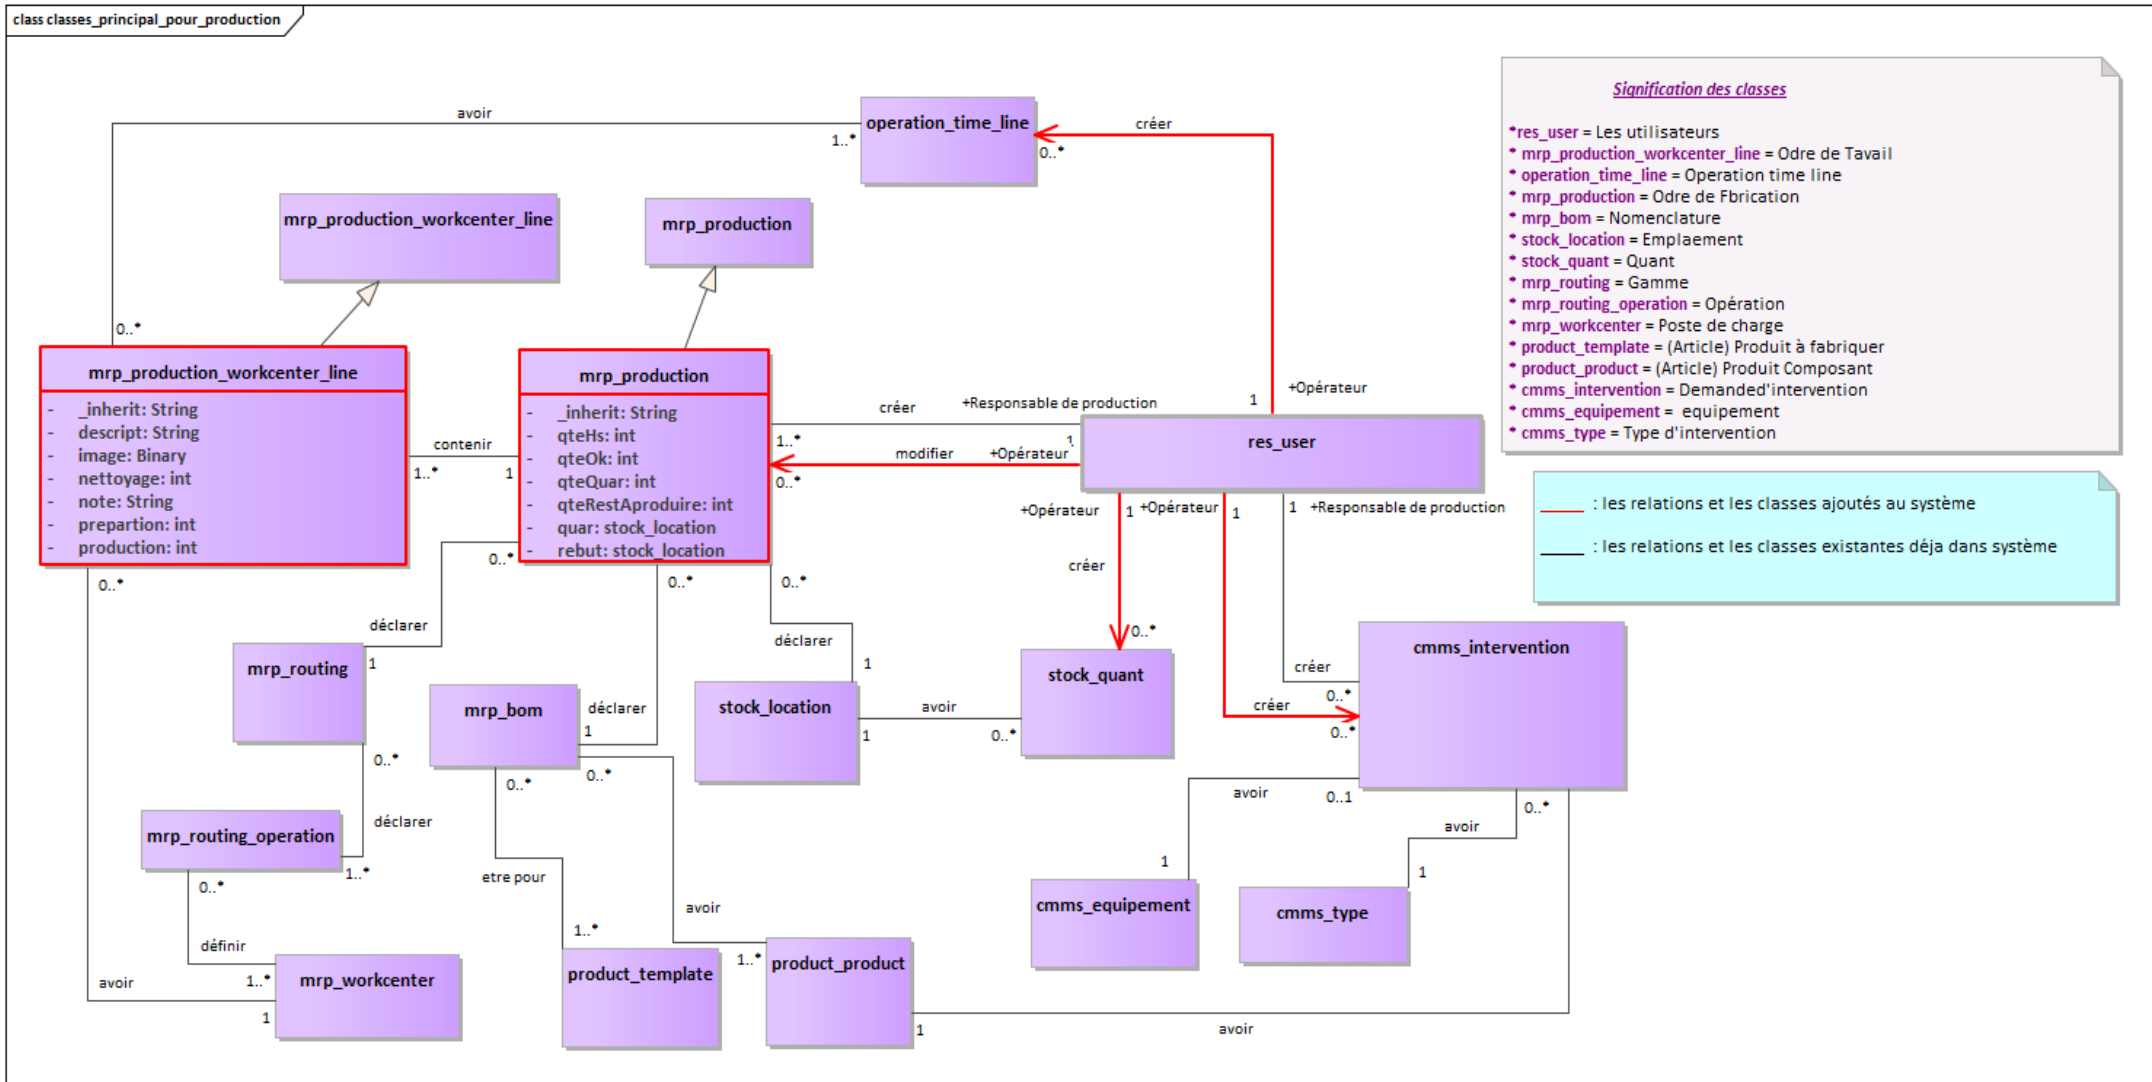 class classes_principal_pour_production
avoir
1..*
0..*
operation_time_line
créer
0..*
mrp_production_workcenter_line
mrp_production
Signification des classes
*res_user = Les utilisateurs
* mrp_production_workcenter_line = Odre de Tavail
* operation_time_line = Operation time line
* mrp_production = Odre de Fbrication
* mrp_bom = Nomenclature
* stock_location = Emplaement
* stock_quant = Quant
* mrp_routing = Gamme
* mrp_routing_operation = Opération
* mrp_workcenter = Poste de charge
* product_template = (Article) Produit à fabriquer
* product_product = (Article) Produit Composant
* cmms_intervention = Demanded'intervention
* cmms_equipement = equipement
* cmms_type = Type d'intervention
mrp_production_workcenter_line
- _inherit: String
- descript: String
- image: Binary
- nettoyage: int
- note: String
- prepartion: int
- production: int
contenir
1..*
1
mrp_production
- _inherit: String
- qteHs: int
- qteOk: int
- qteQuar: int
- qteRestAproduire: int
- quar: stock_location
- rebut: stock_location
créer
+Responsable de production
1..*
1
modifier
+Opérateur
0..*
1
+Opérateur
res_user
+Opérateur
1
+Opérateur
1
1
+Responsable de production
____ : les relations et les classes ajoutés au système
____ : les relations et les classes existantes déja dans système
0..*
0..*
0..*
0..*
créer
0..*
déclarer
1
mrp_routing
déclarer
1
mrp_bom
déclarer
1
stock_location
avoir
1
0..*
stock_quant
créer
0..*
créer
0..*
cmms_intervention
0..*
déclarer
1..*
mrp_routing_operation
0..*
0..*
0..*
etre pour
1..*
avoir
1..*
avoir
0..1
1
cmms_equipement
avoir
0..*
1
cmms_type
définir
1..*
avoir
1
mrp_workcenter
product_template
product_product
1
avoir